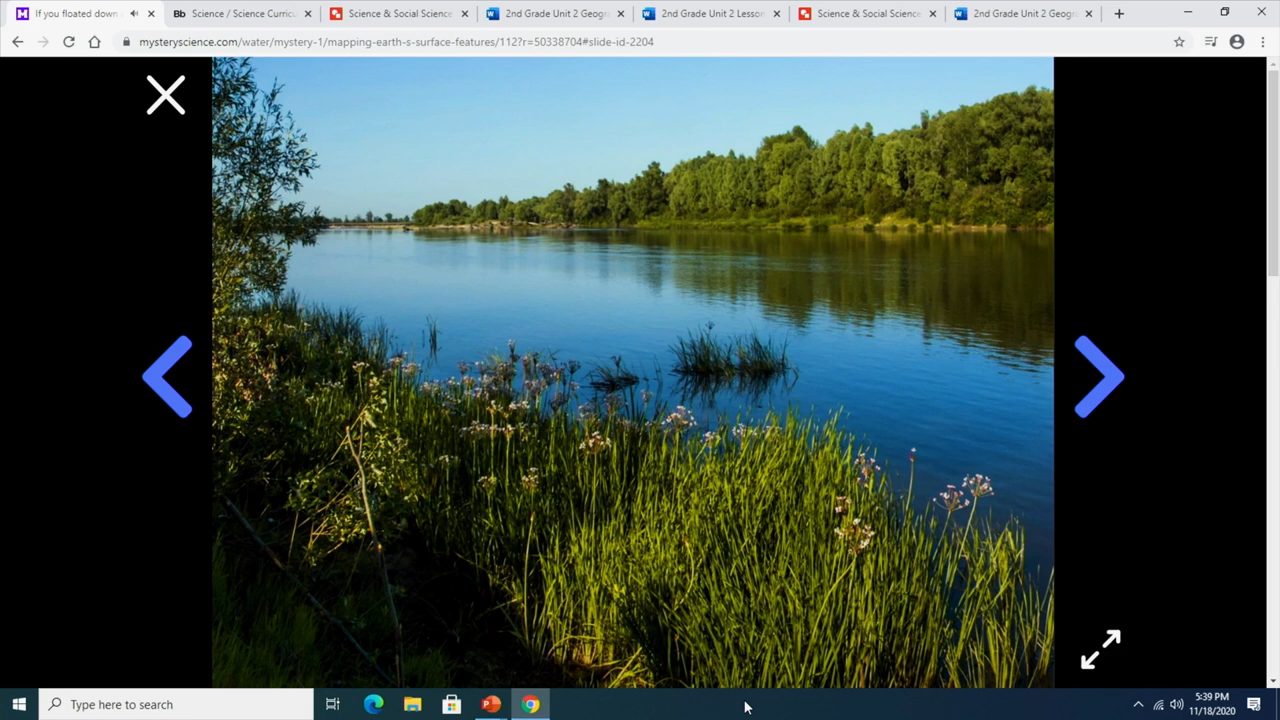 If you floated down
Bb Science / Science Curricu
Science & Social Science
2nd Grade Unit 2 Geogr
2nd Grade Unit 2 Lesson
Science & Social Science
2nd Grade Unit 2 Geogr
mysteryscience.com/water/mystery-1/mapping-earth-s-surface-features/112?r=50338704#slide-id-2204
Type here to search
5:39 PM
11/18/2020